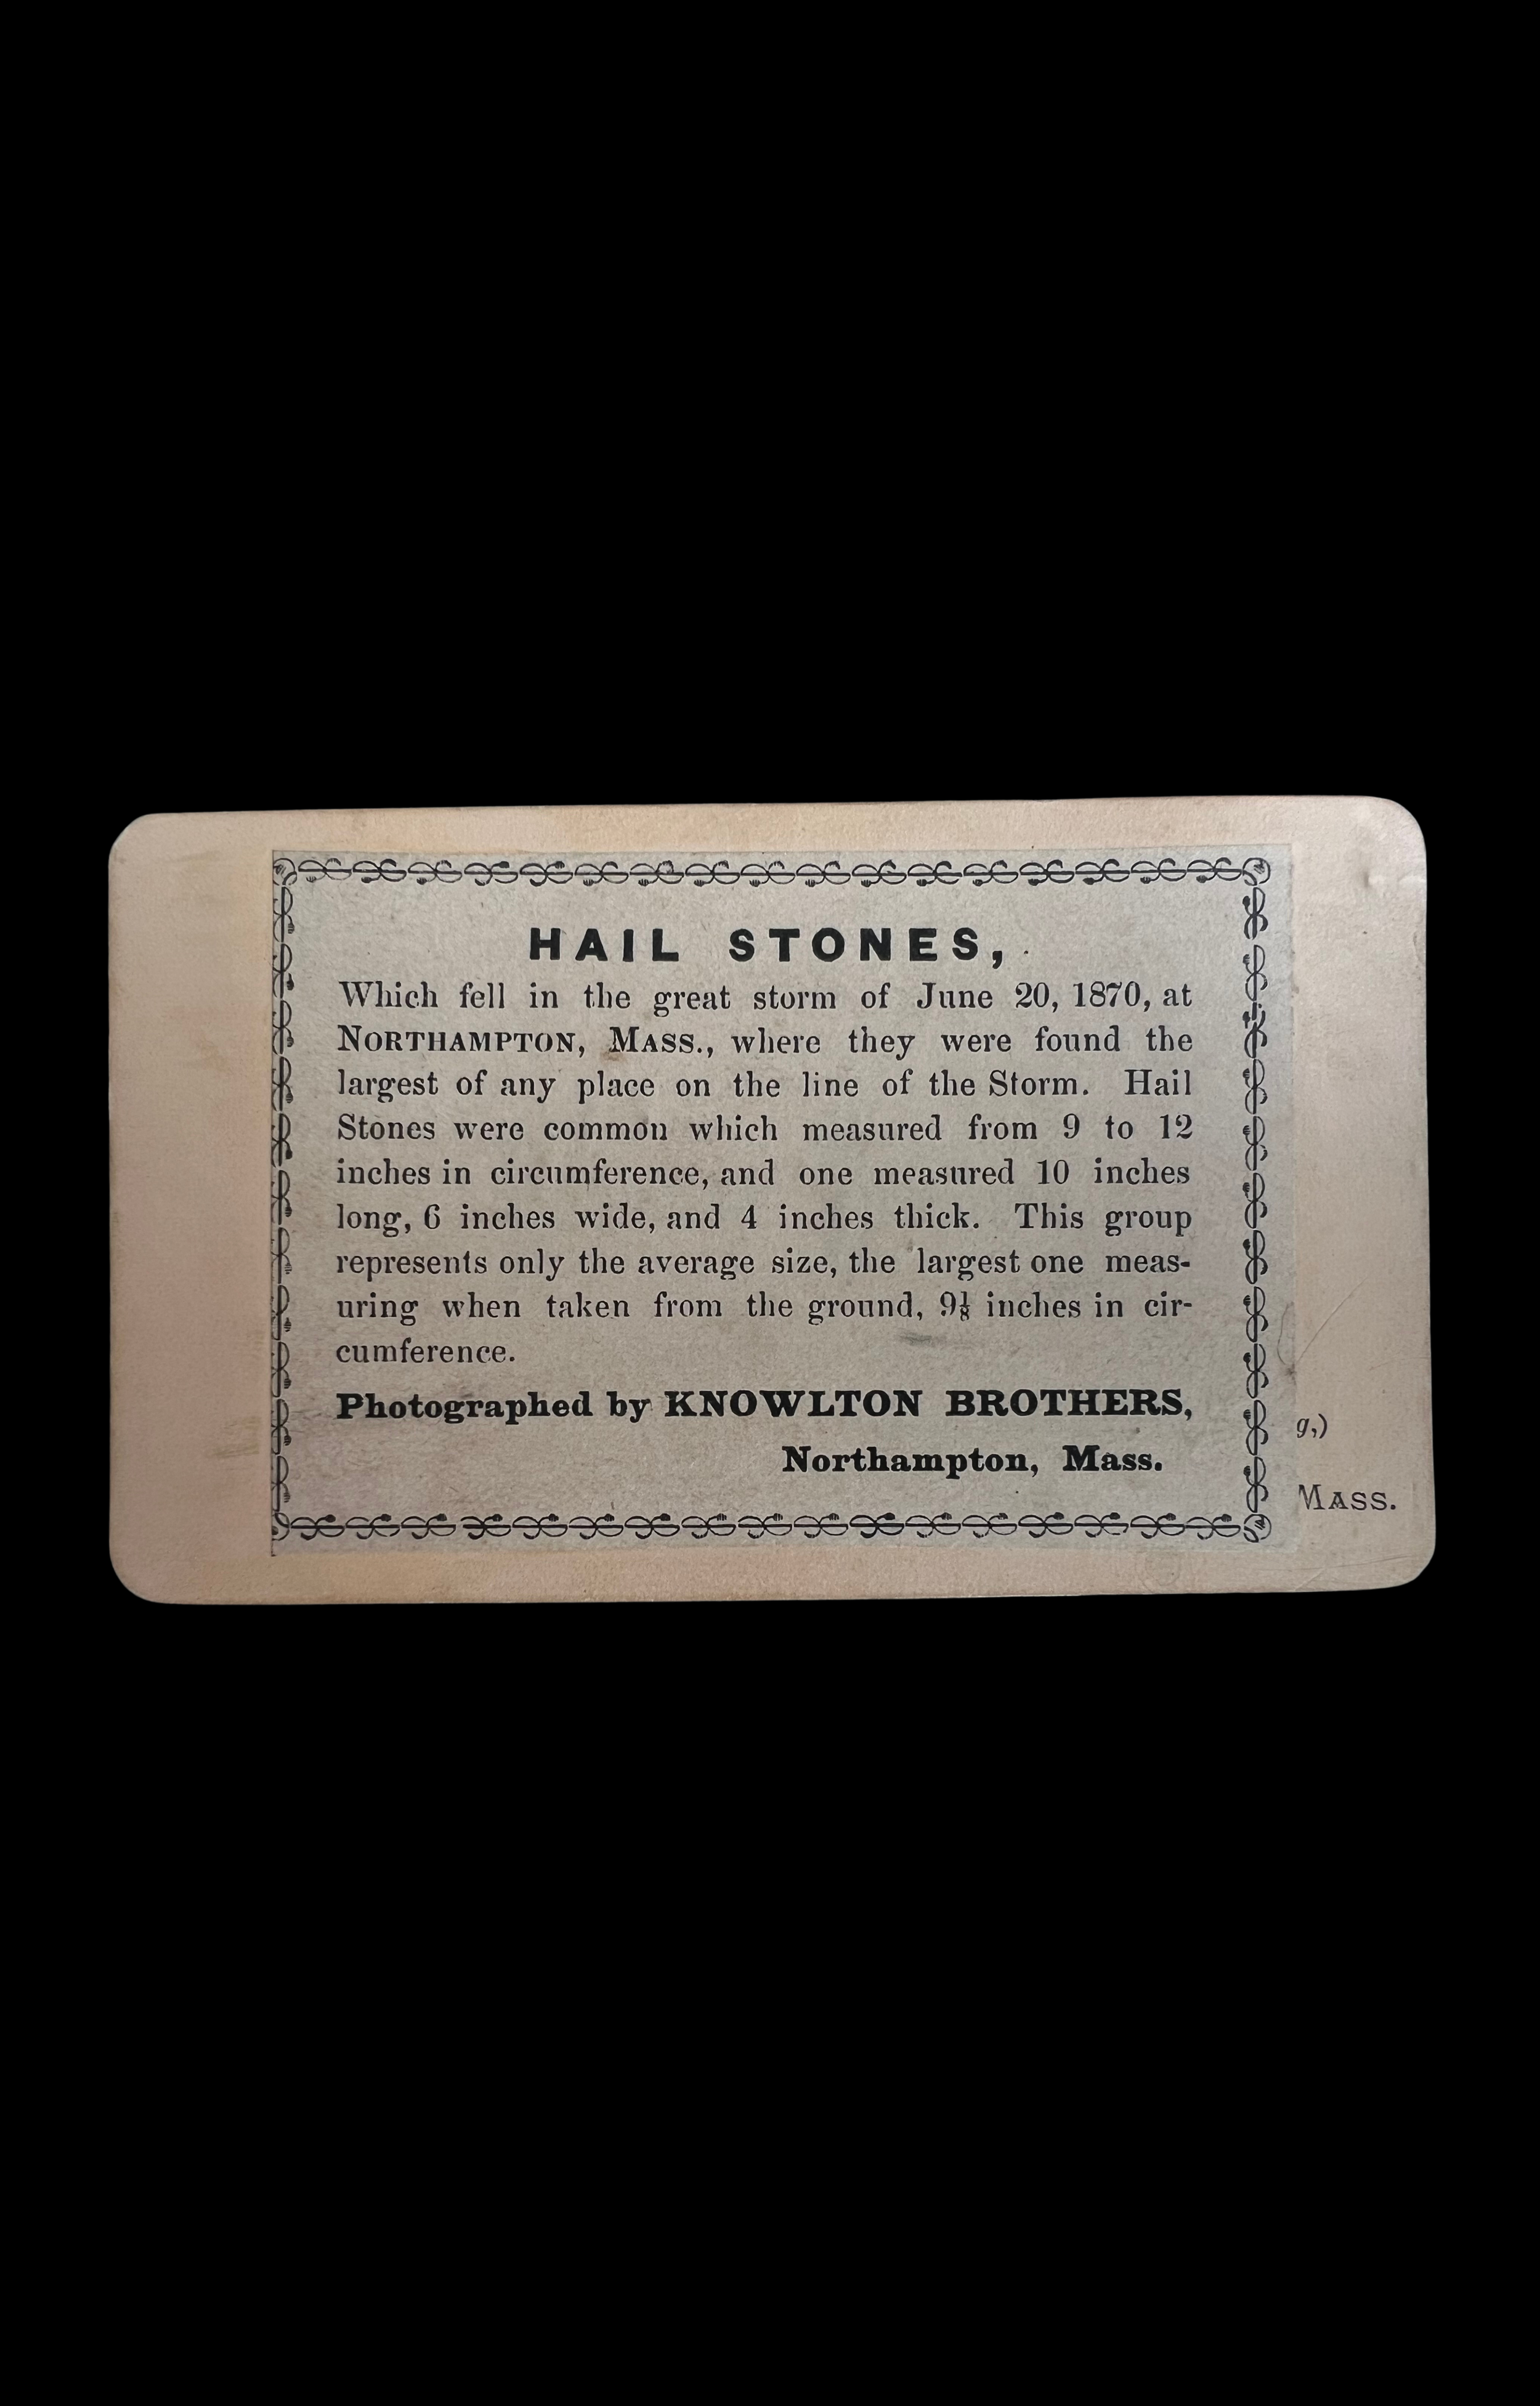 HAIL STONES,
Which fell in the great storm of June 20, 1870, at
NORTHAMPTON, MASS., where they were found the
largest of any place on the line of the Storm. Hail
Stones were common which measured from 9 to 12
inches in circumference, and one measured 10 inches
long, 6 inches wide, and 4 inches thick. This group
represents only the average size, the largest one meas-
uring when taken from the ground, 9⅛ inches in cir-
cumference.
Photographed by KNOWLTON BROTHERS,
Northampton, Mass.
g,)
MASS.